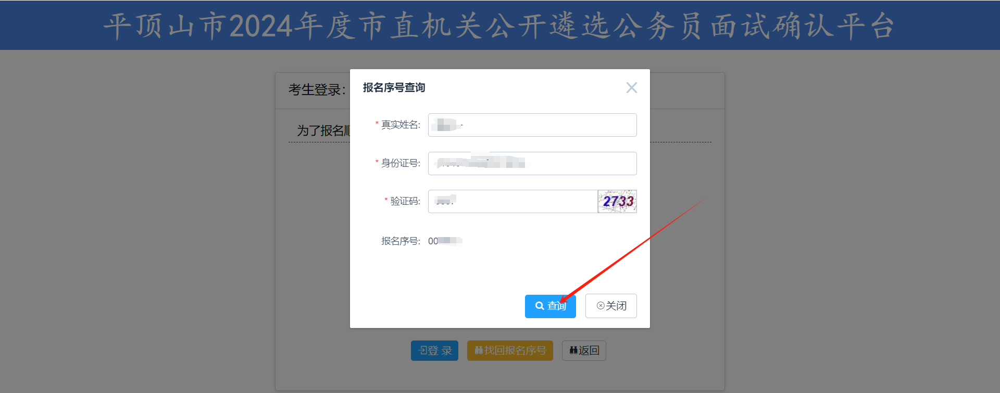 平顶山市2024年度市直机关公开遴选公务员面试确认平台
考生登录：
为了报名顺
报名序号查询
* 真实姓名:
* 身份证号:
* 验证码:
2733
报名序号: 00
查询
关闭
登 录
找回报名序号
返回